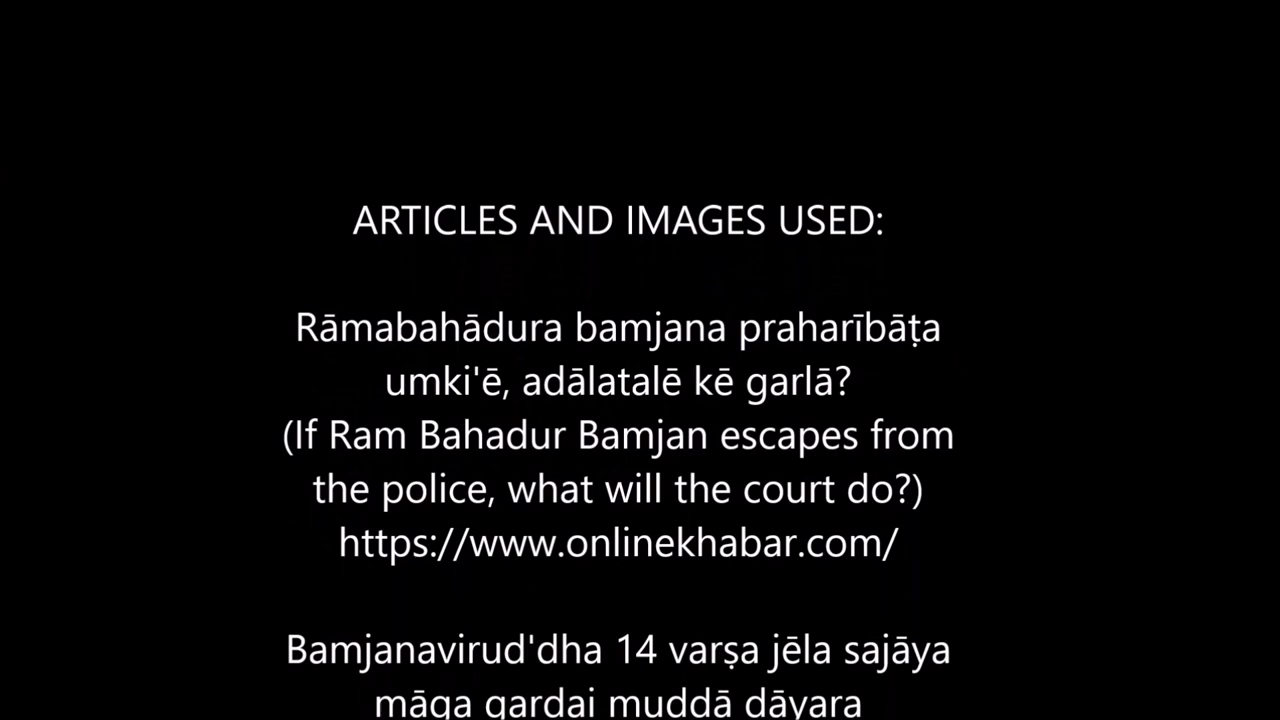 ARTICLES AND IMAGES USED:
Rāmabahādura bamjana praharībāṭa
umki'ē, adālatalē kē garlā?
(If Ram Bahadur Bamjan escapes from
the police, what will the court do?)
https://www.onlinekhabar.com/
Bamjanavirud'dha 14 varṣa jēla sajāya
māga gardai muddā dāyara